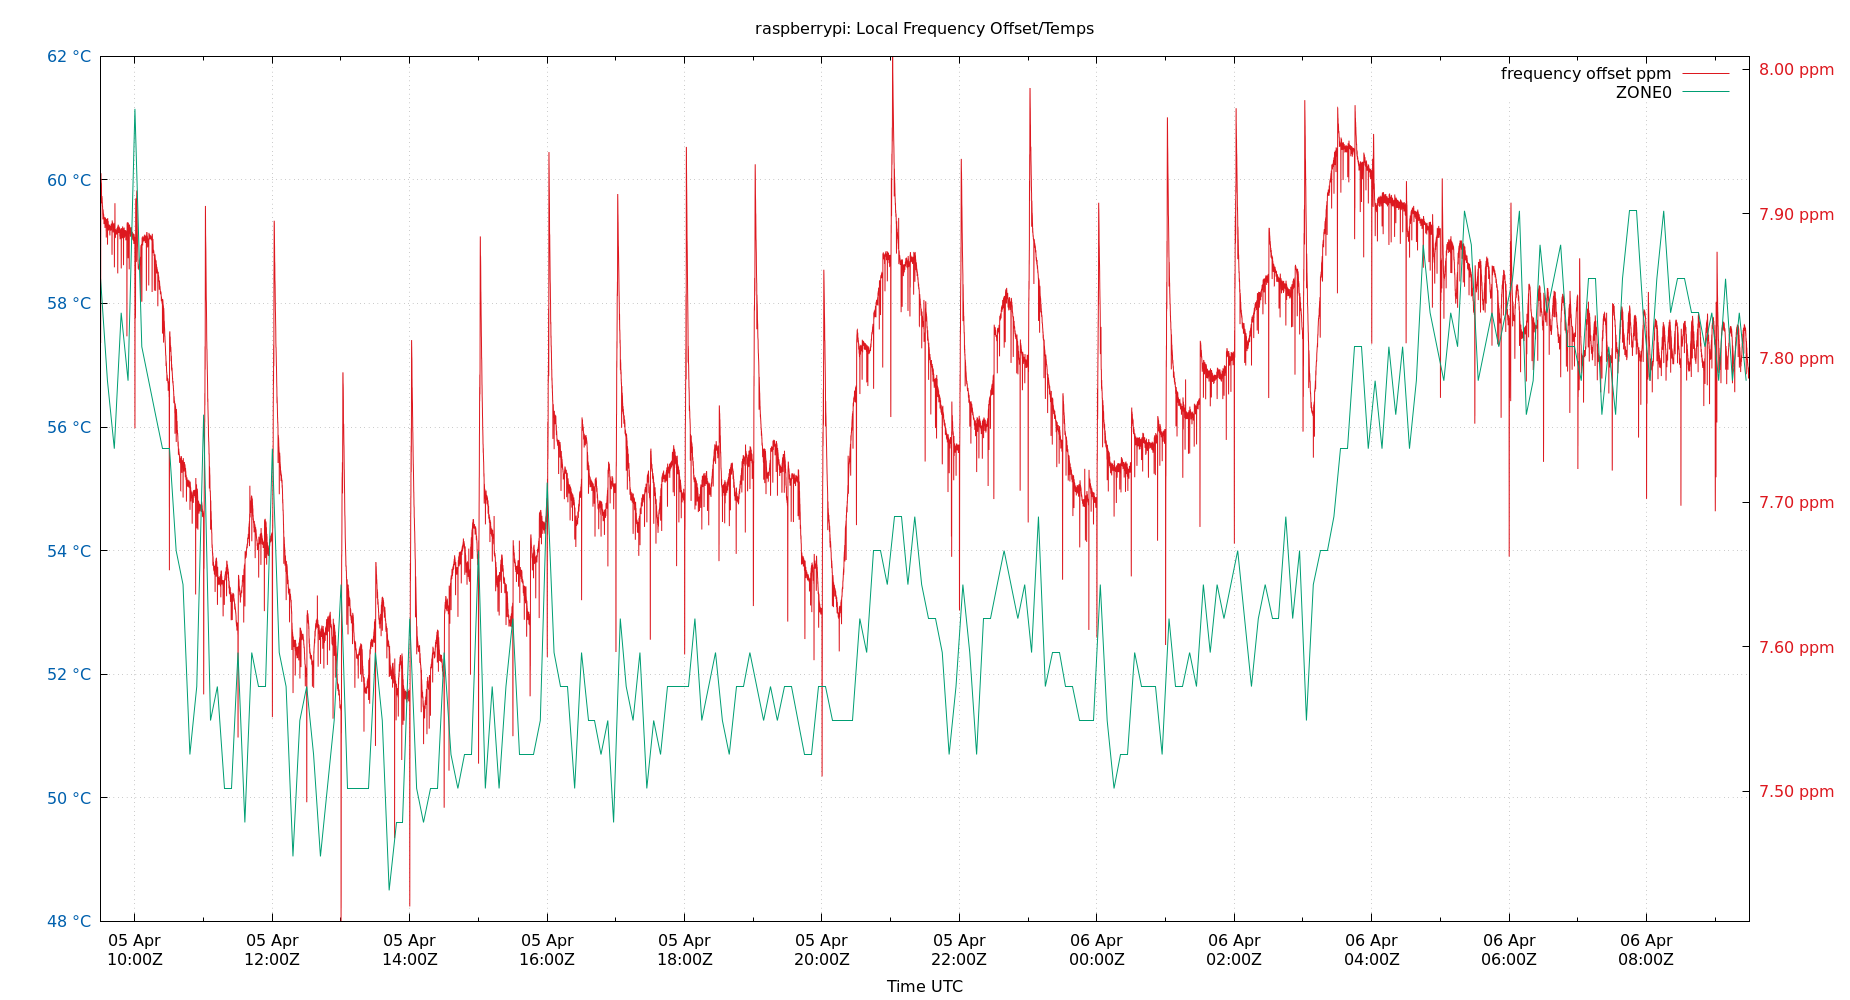 raspberrypi: Local Frequency Offset/Temps
62 °C
60 °C
58 °C
56 °C
54 °C
52 °C
50 °C
48 °C
8.00 ppm
7.90 ppm
7.80 ppm
7.70 ppm
7.60 ppm
7.50 ppm
frequency offset ppm
ZONE0
05 Apr
10:00Z
05 Apr
12:00Z
05 Apr
14:00Z
05 Apr
16:00Z
05 Apr
18:00Z
05 Apr
20:00Z
05 Apr
22:00Z
06 Apr
00:00Z
06 Apr
02:00Z
06 Apr
04:00Z
06 Apr
06:00Z
06 Apr
08:00Z
Time UTC